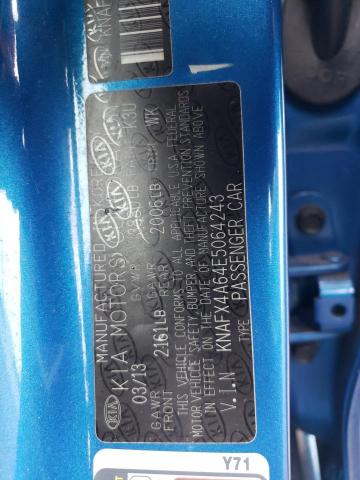 MANUFACTURED
KIA MOTORS
03/13 GVWR
GAWR GAWR
FRONT 2161LB REAR 2006LB
THIS VEHICLE CONFORMS TO ALL APPLICABLE U.S.A. FEDERAL
MOTOR VEHICLE SAFETY, BUMPER, AND THEFT PREVENTION STANDARDS
IN EFFECT ON THE DATE OF MANUFACTURE SHOWN ABOVE
V.I.N KNAFX4A64E5064243
TYPE PASSENGER CAR
Y71